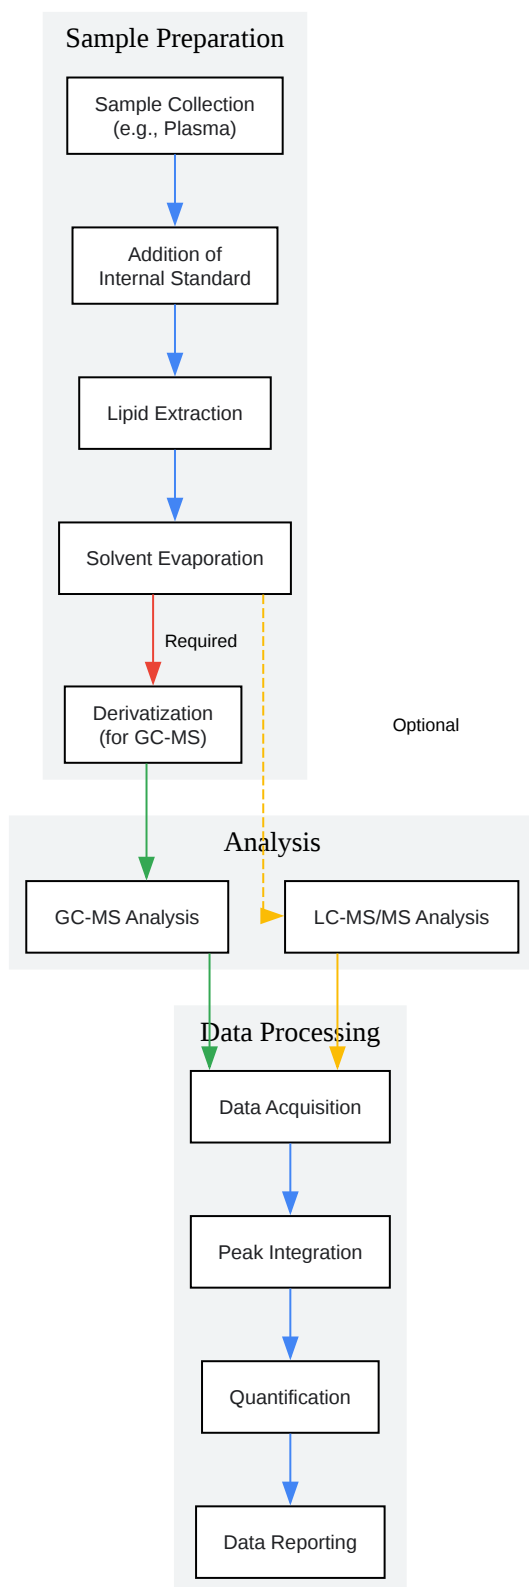 Sample Preparation
Sample Collection
(e.g., Plasma)
Addition of
Internal Standard
Lipid Extraction
Solvent Evaporation
Required
Derivatization
(for GC-MS)
Optional
Analysis
GC-MS Analysis
LC-MS/MS Analysis
Data Processing
Data Acquisition
Peak Integration
Quantification
Data Reporting